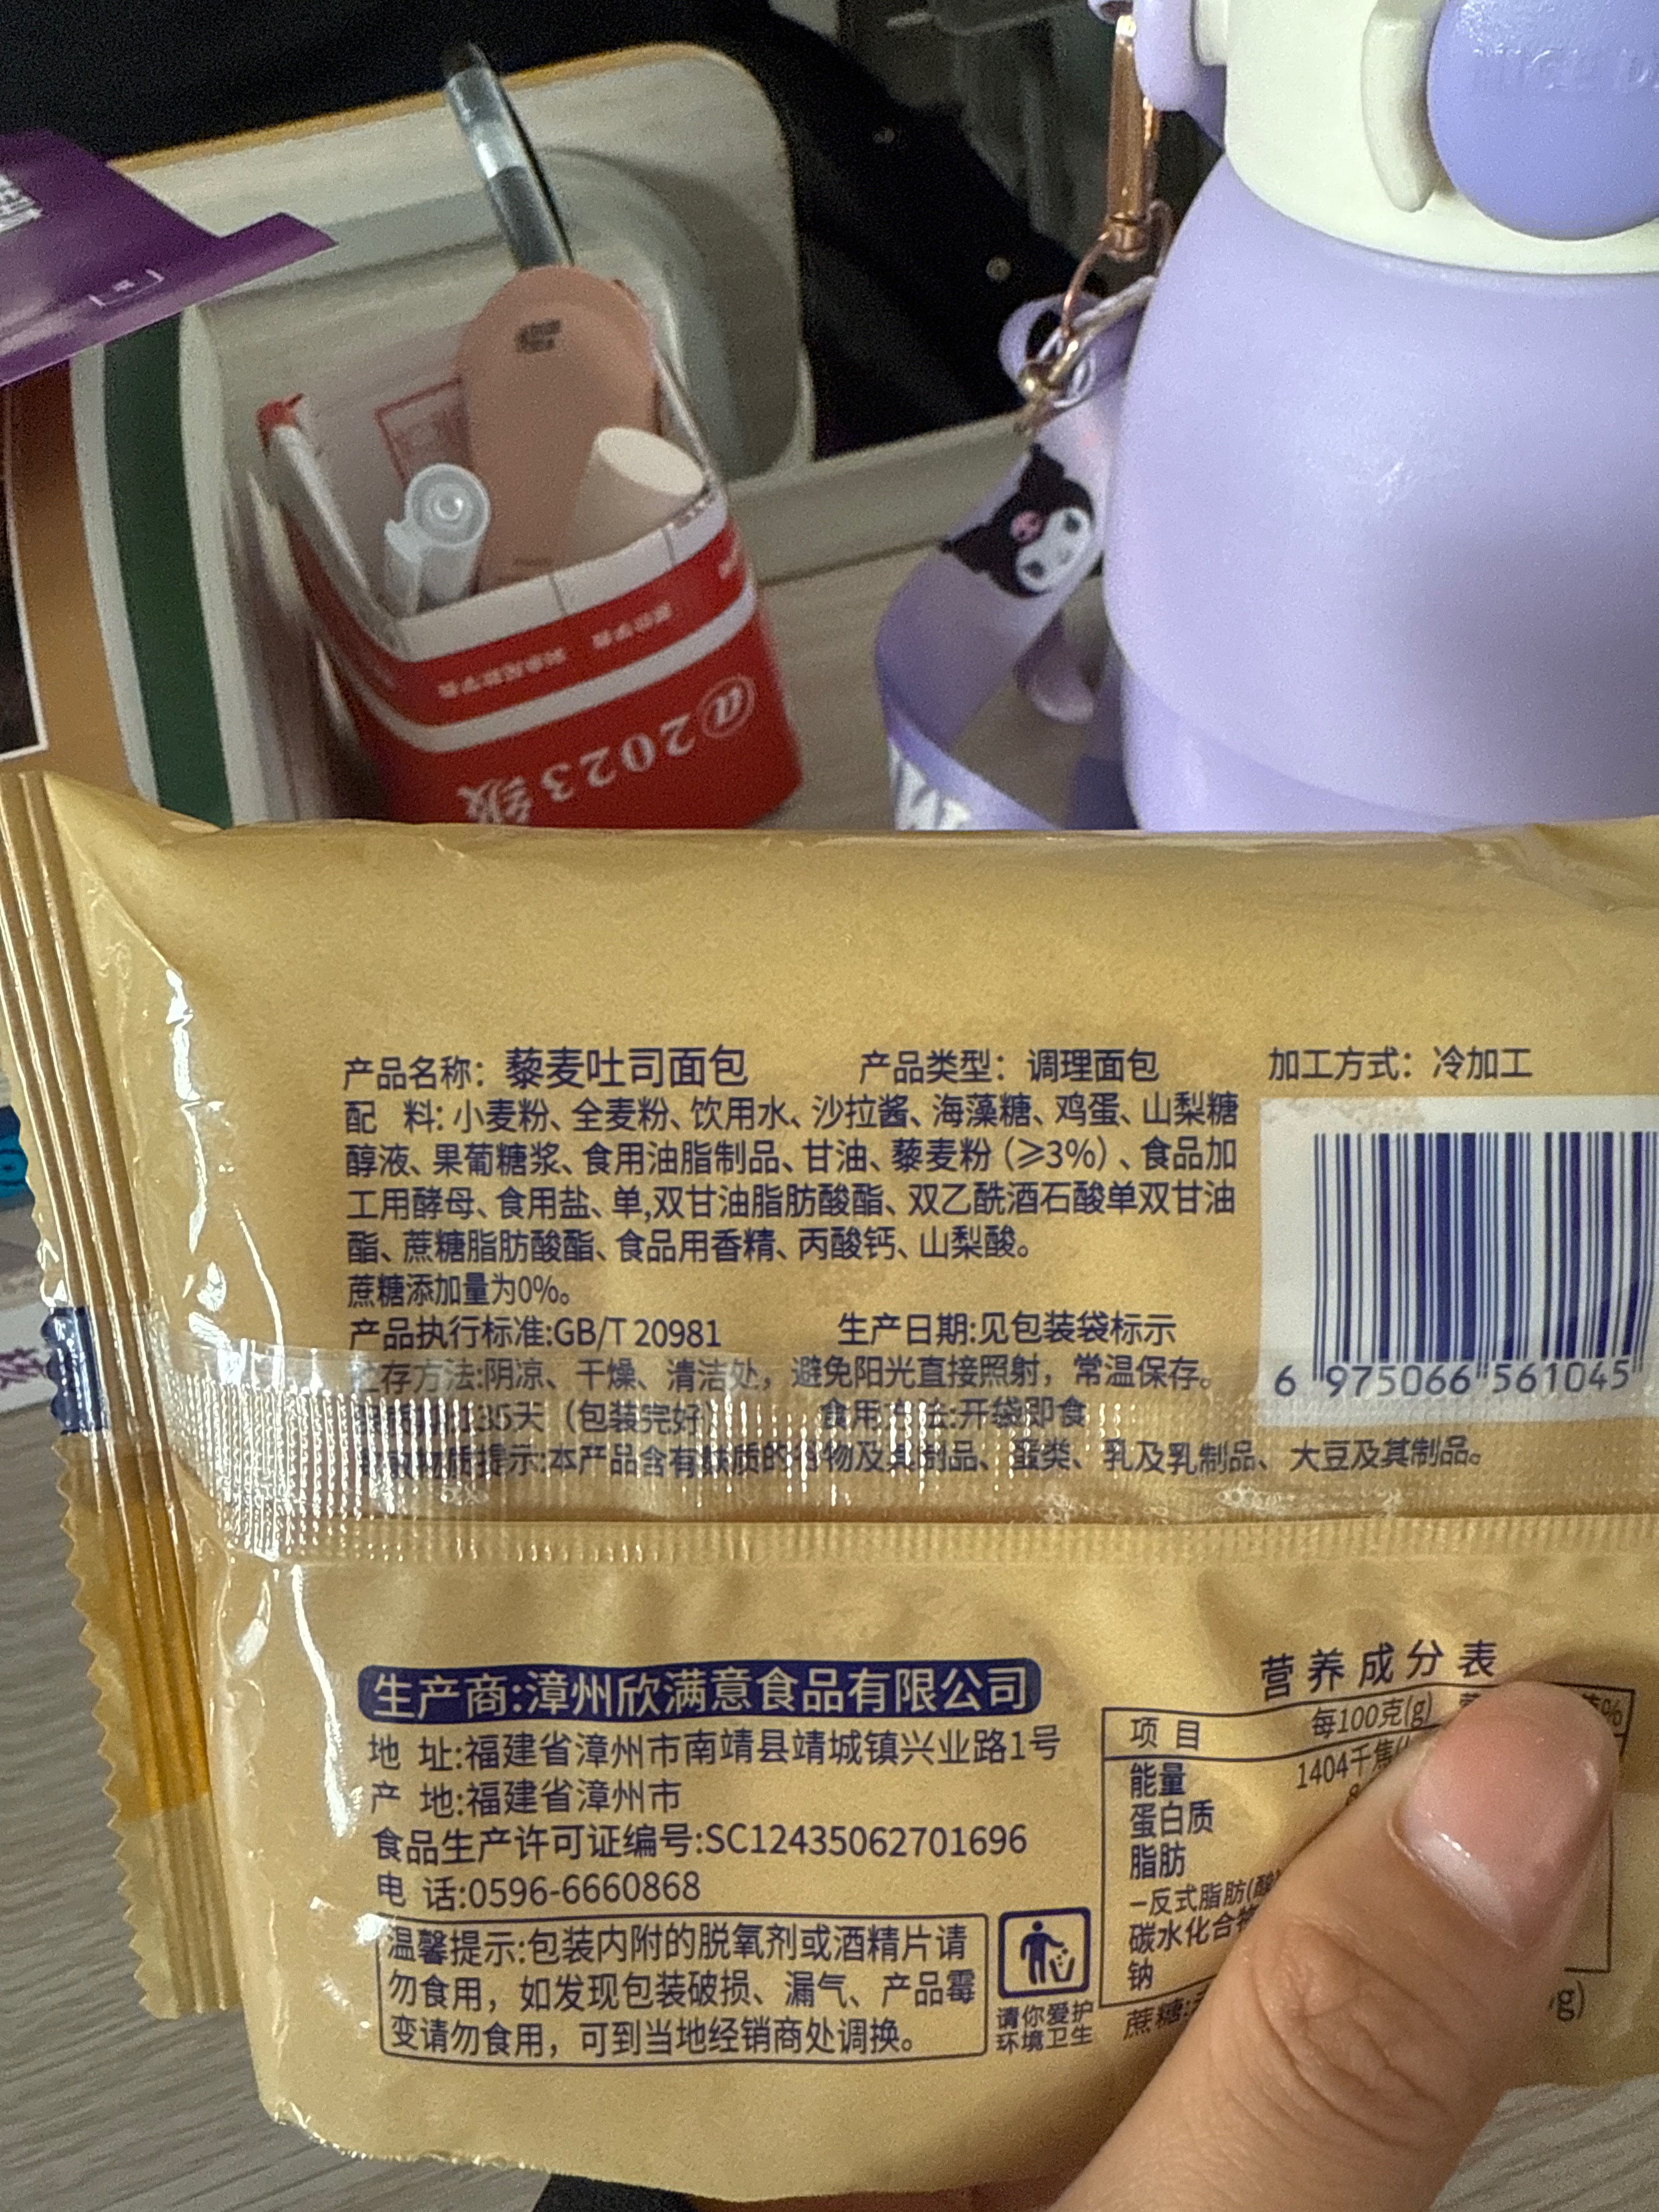 @2023级
产品名称：藜麦吐司面包 产品类型：调理面包 加工方式：冷加工
配 料：小麦粉、全麦粉、饮用水、沙拉酱、海藻糖、鸡蛋、山梨糖
醇液、果葡糖浆、食用油脂制品、甘油、藜麦粉（≥3%）、食品加
工用酵母、食用盐、单,双甘油脂肪酸酯、双乙酰酒石酸单双甘油
酯、蔗糖脂肪酸酯、食品用香精、丙酸钙、山梨酸。
蔗糖添加量为0%。
产品执行标准:GB/T 20981 生产日期:见包装袋标示
存方法:阴凉、干燥、清洁处，避免阳光直接照射，常温保存。
135天（包装完好） 食用方法:开袋即食
质提示:本产品含有麸质的谷物及其制品、蛋类、乳及乳制品、大豆及其制品。
6 975066 561045
生产商:漳州欣满意食品有限公司
地 址:福建省漳州市南靖县靖城镇兴业路1号
产 地:福建省漳州市
食品生产许可证编号:SC12435062701696
电 话:0596-6660868
温馨提示:包装内附的脱氧剂或酒精片请
勿食用，如发现包装破损、漏气、产品霉
变请勿食用，可到当地经销商处调换。
请你爱护
环境卫生
营养成分表
项目 每100克(g) %
能量 1404千焦
蛋白质
脂肪
-反式脂肪(酸
碳水化合物
钠
蔗糖: g)